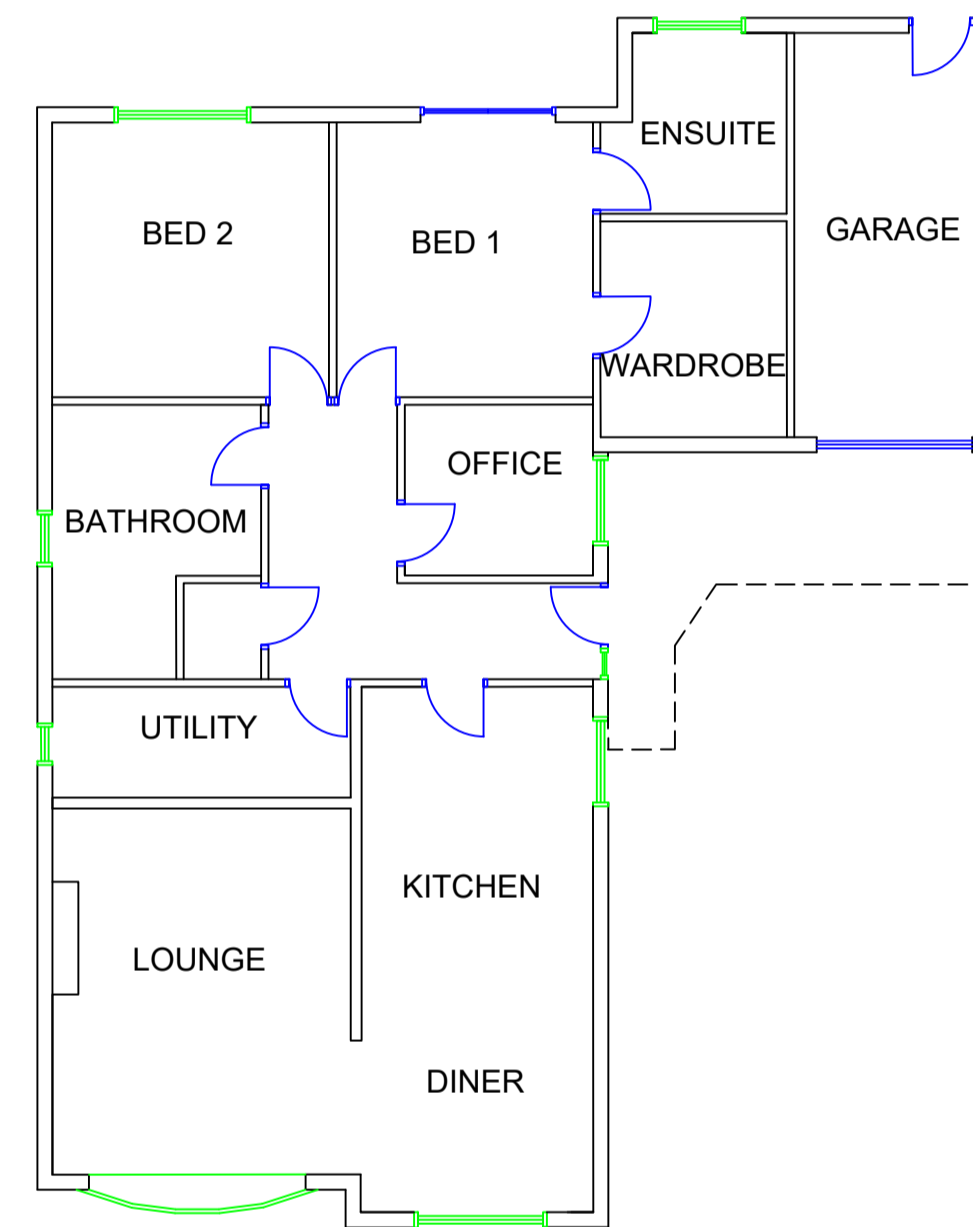 ENSUITE
BED 2
BED 1
GARAGE
WARDROBE
OFFICE
BATHROOM
UTILITY
KITCHEN
LOUNGE
DINER